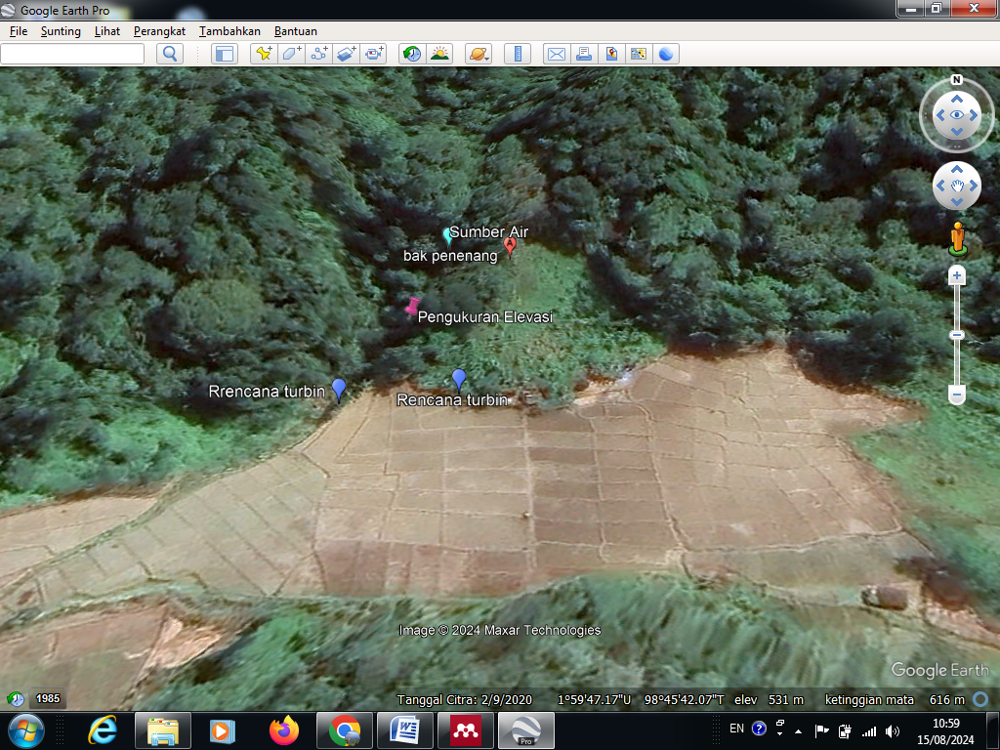 Google Earth Pro
File Sunting Lihat Perangkat Tambahkan Bantuan
N
Sumber Air
A
bak penenang
Pengukuran Elevasi
Rrencana turbin
Rencana turbin
Image © 2024 Maxar Technologies
Google Earth
1985
Tanggal Citra: 2/9/2020 1°59'47.17"U 98°45'42.07"T elev 531 m ketinggian mata 616 m
Pro
EN
10:59
15/08/2024